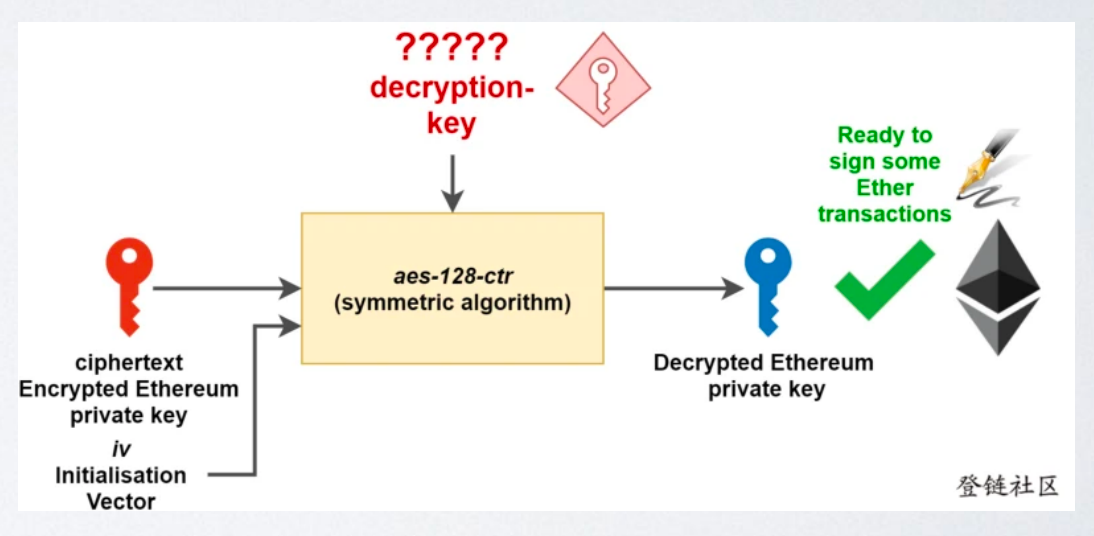 ?????
decryption-
key
Ready to
sign some
Ether
transactions
aes-128-ctr
(symmetric algorithm)
ciphertext
Encrypted Ethereum
private key
Decrypted Ethereum
private key
iv
Initialisation
Vector
登链社区